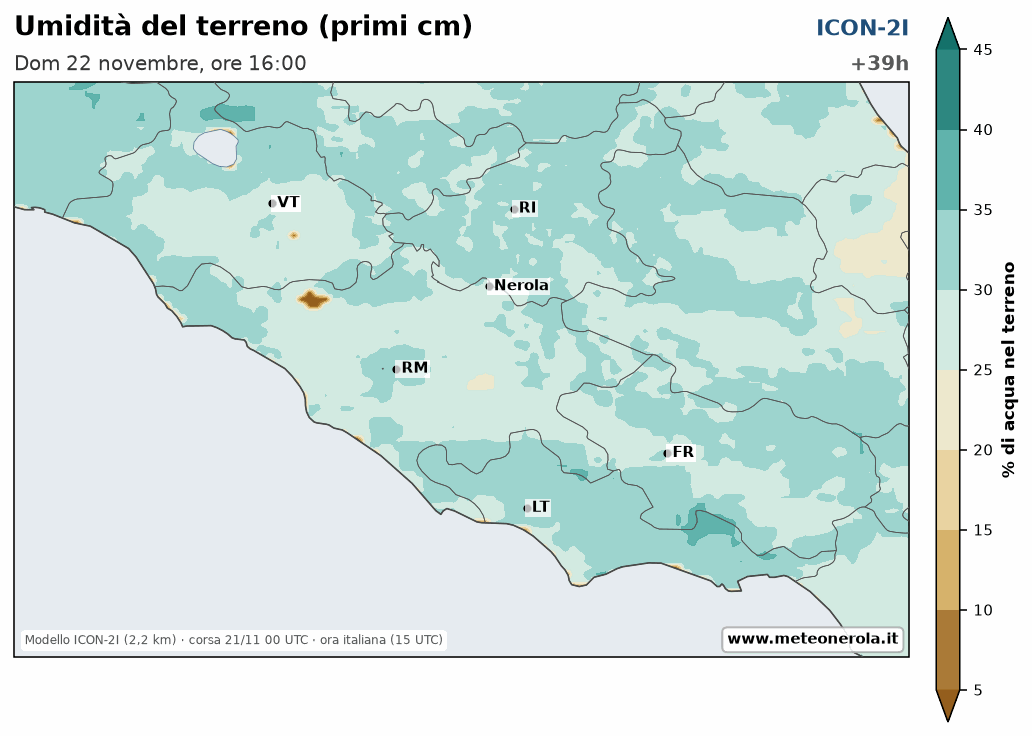 Umidità del terreno (primi cm)
ICON-2I
Dom 22 novembre, ore 16:00
+39h
VT
RI
Nerola
RM
FR
LT
45
40
35
30
25
20
15
10
5
% di acqua nel terreno
Modello ICON-2I (2,2 km) · corsa 21/11 00 UTC · ora italiana (15 UTC)
www.meteonerola.it